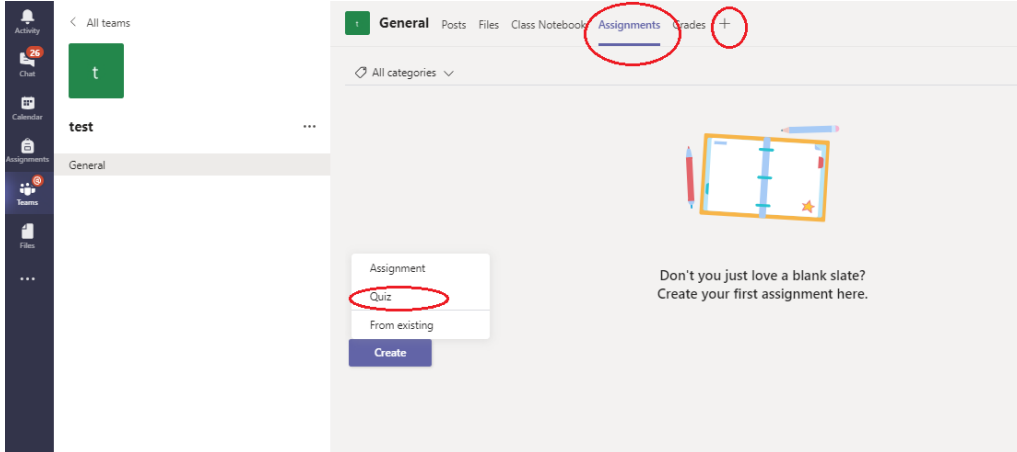 Activity
26
Chat
Calendar
Assignments
@
Teams
Files
All teams
t
test
General
t
General Posts Files Class Notebook Assignments Grades
All categories
Don't you just love a blank slate?
Create your first assignment here.
Assignment
Quiz
From existing
Create